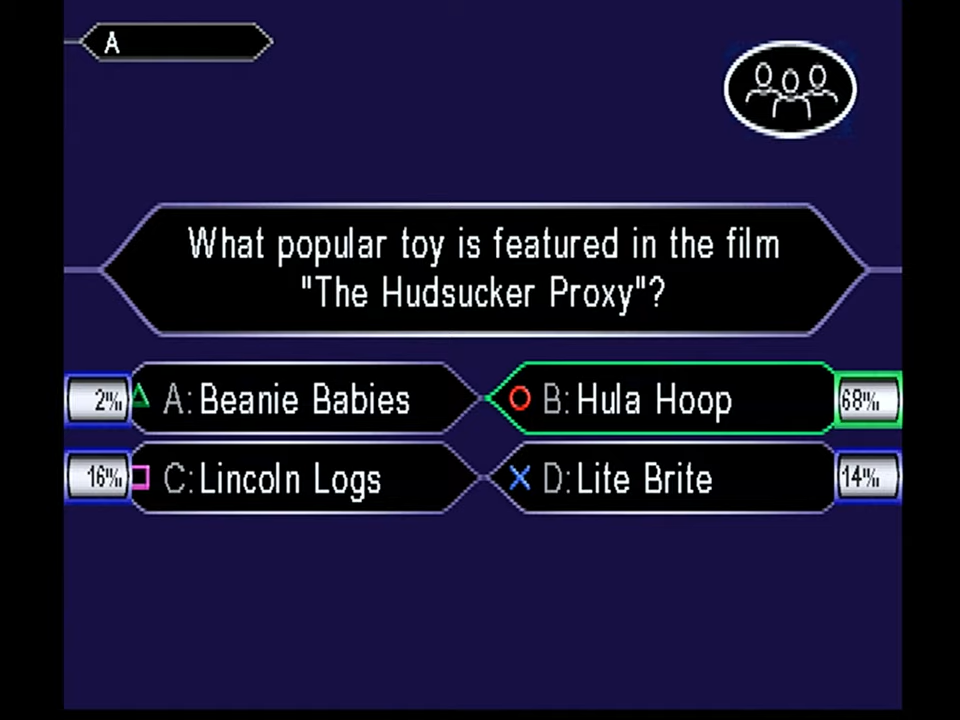 A
What popular toy is featured in the film
"The Hudsucker Proxy"?
2% A: Beanie Babies
B: Hula Hoop 68%
16% C: Lincoln Logs
D: Lite Brite 14%